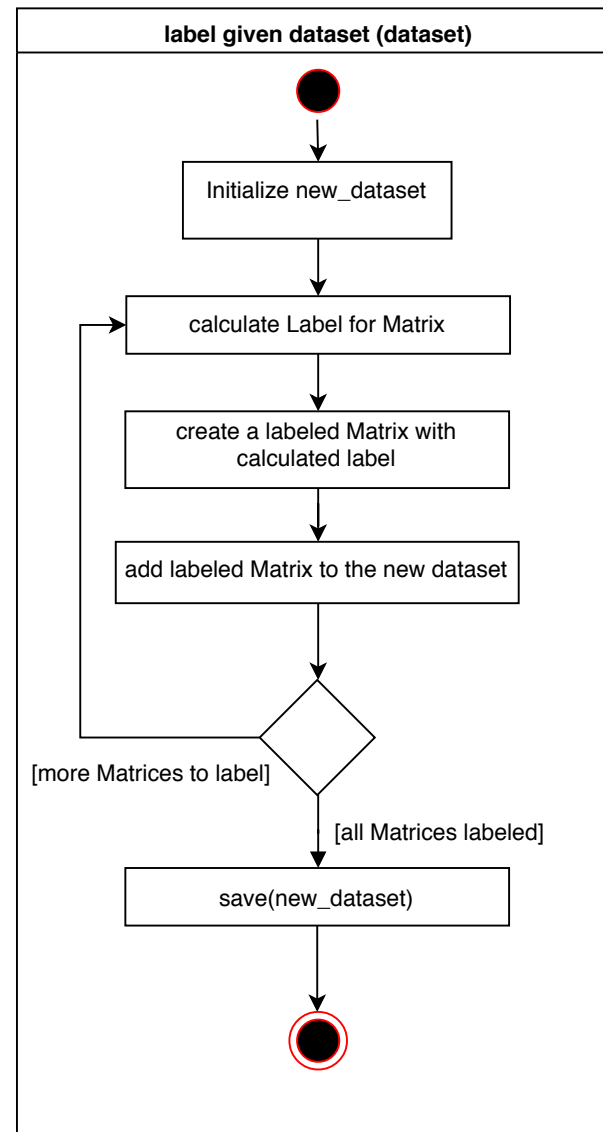 label given dataset (dataset)
Initialize new_dataset
calculate Label for Matrix
create a labeled Matrix with
calculated label
add labeled Matrix to the new dataset
[more Matrices to label]
[all Matrices labeled]
save(new_dataset)